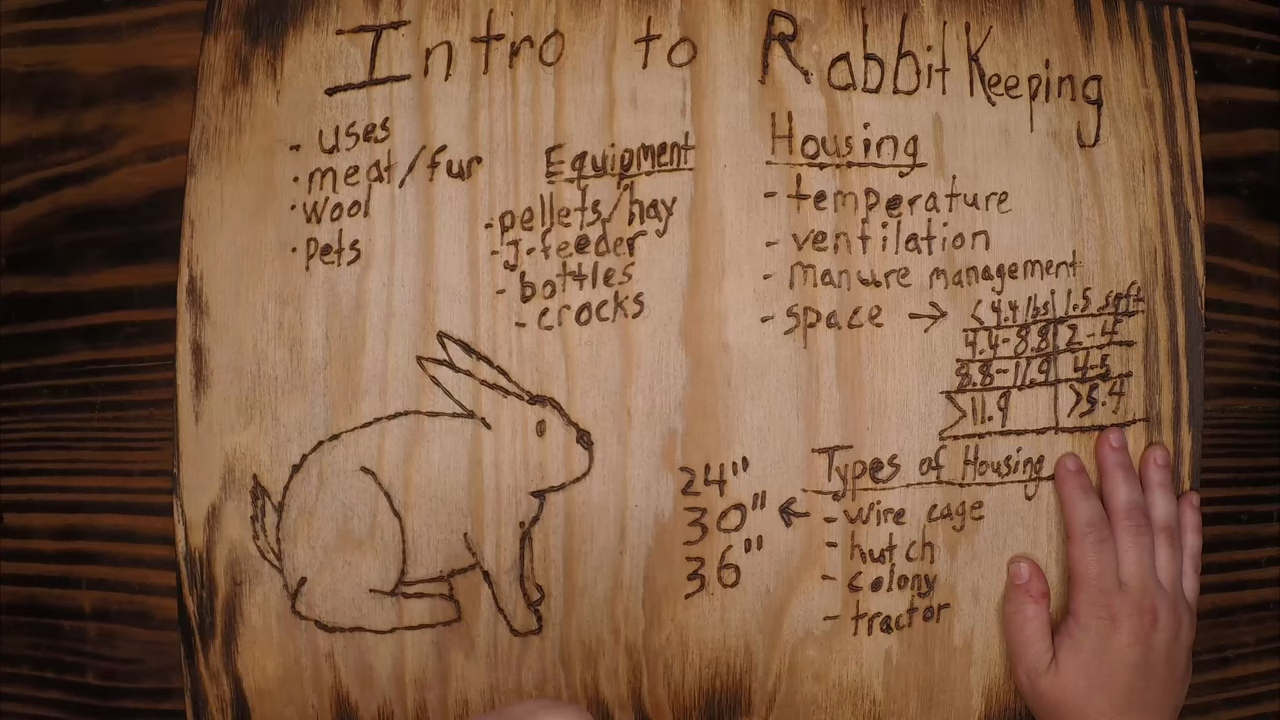 Intro to Rabbit Keeping
- uses
· meat/fur
· wool
· Pets
Equipment
- pellets/hay
- J-feeder
- bottles
- crocks
Housing
- temperature
- ventilation
- manure management
- space → <4.4 lbs 1.5 sqft
4.4-8.8 2-4
8.8-11.9 4-5
>11.9 >5.4
Types of Housing
24"
30" ← - wire cage
36"
- hutch
- colony
- tractor